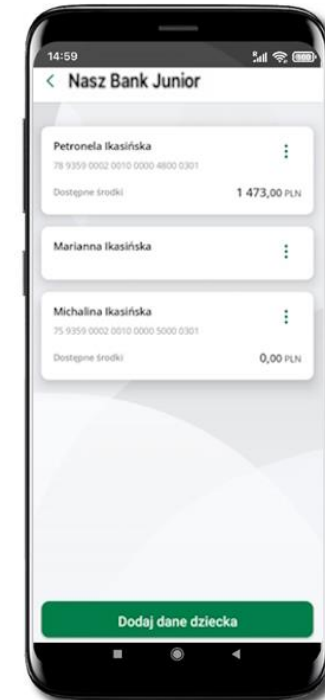 14:59
Nasz Bank Junior
Petronela Ikasińska
78 9359 0002 0010 0000 4800 0301
Dostępne środki 1 473,00 PLN
Marianna Ikasińska
Michalina Ikasińska
75 9359 0002 0010 0000 5000 0301
Dostępne środki 0,00 PLN
Dodaj dane dziecka